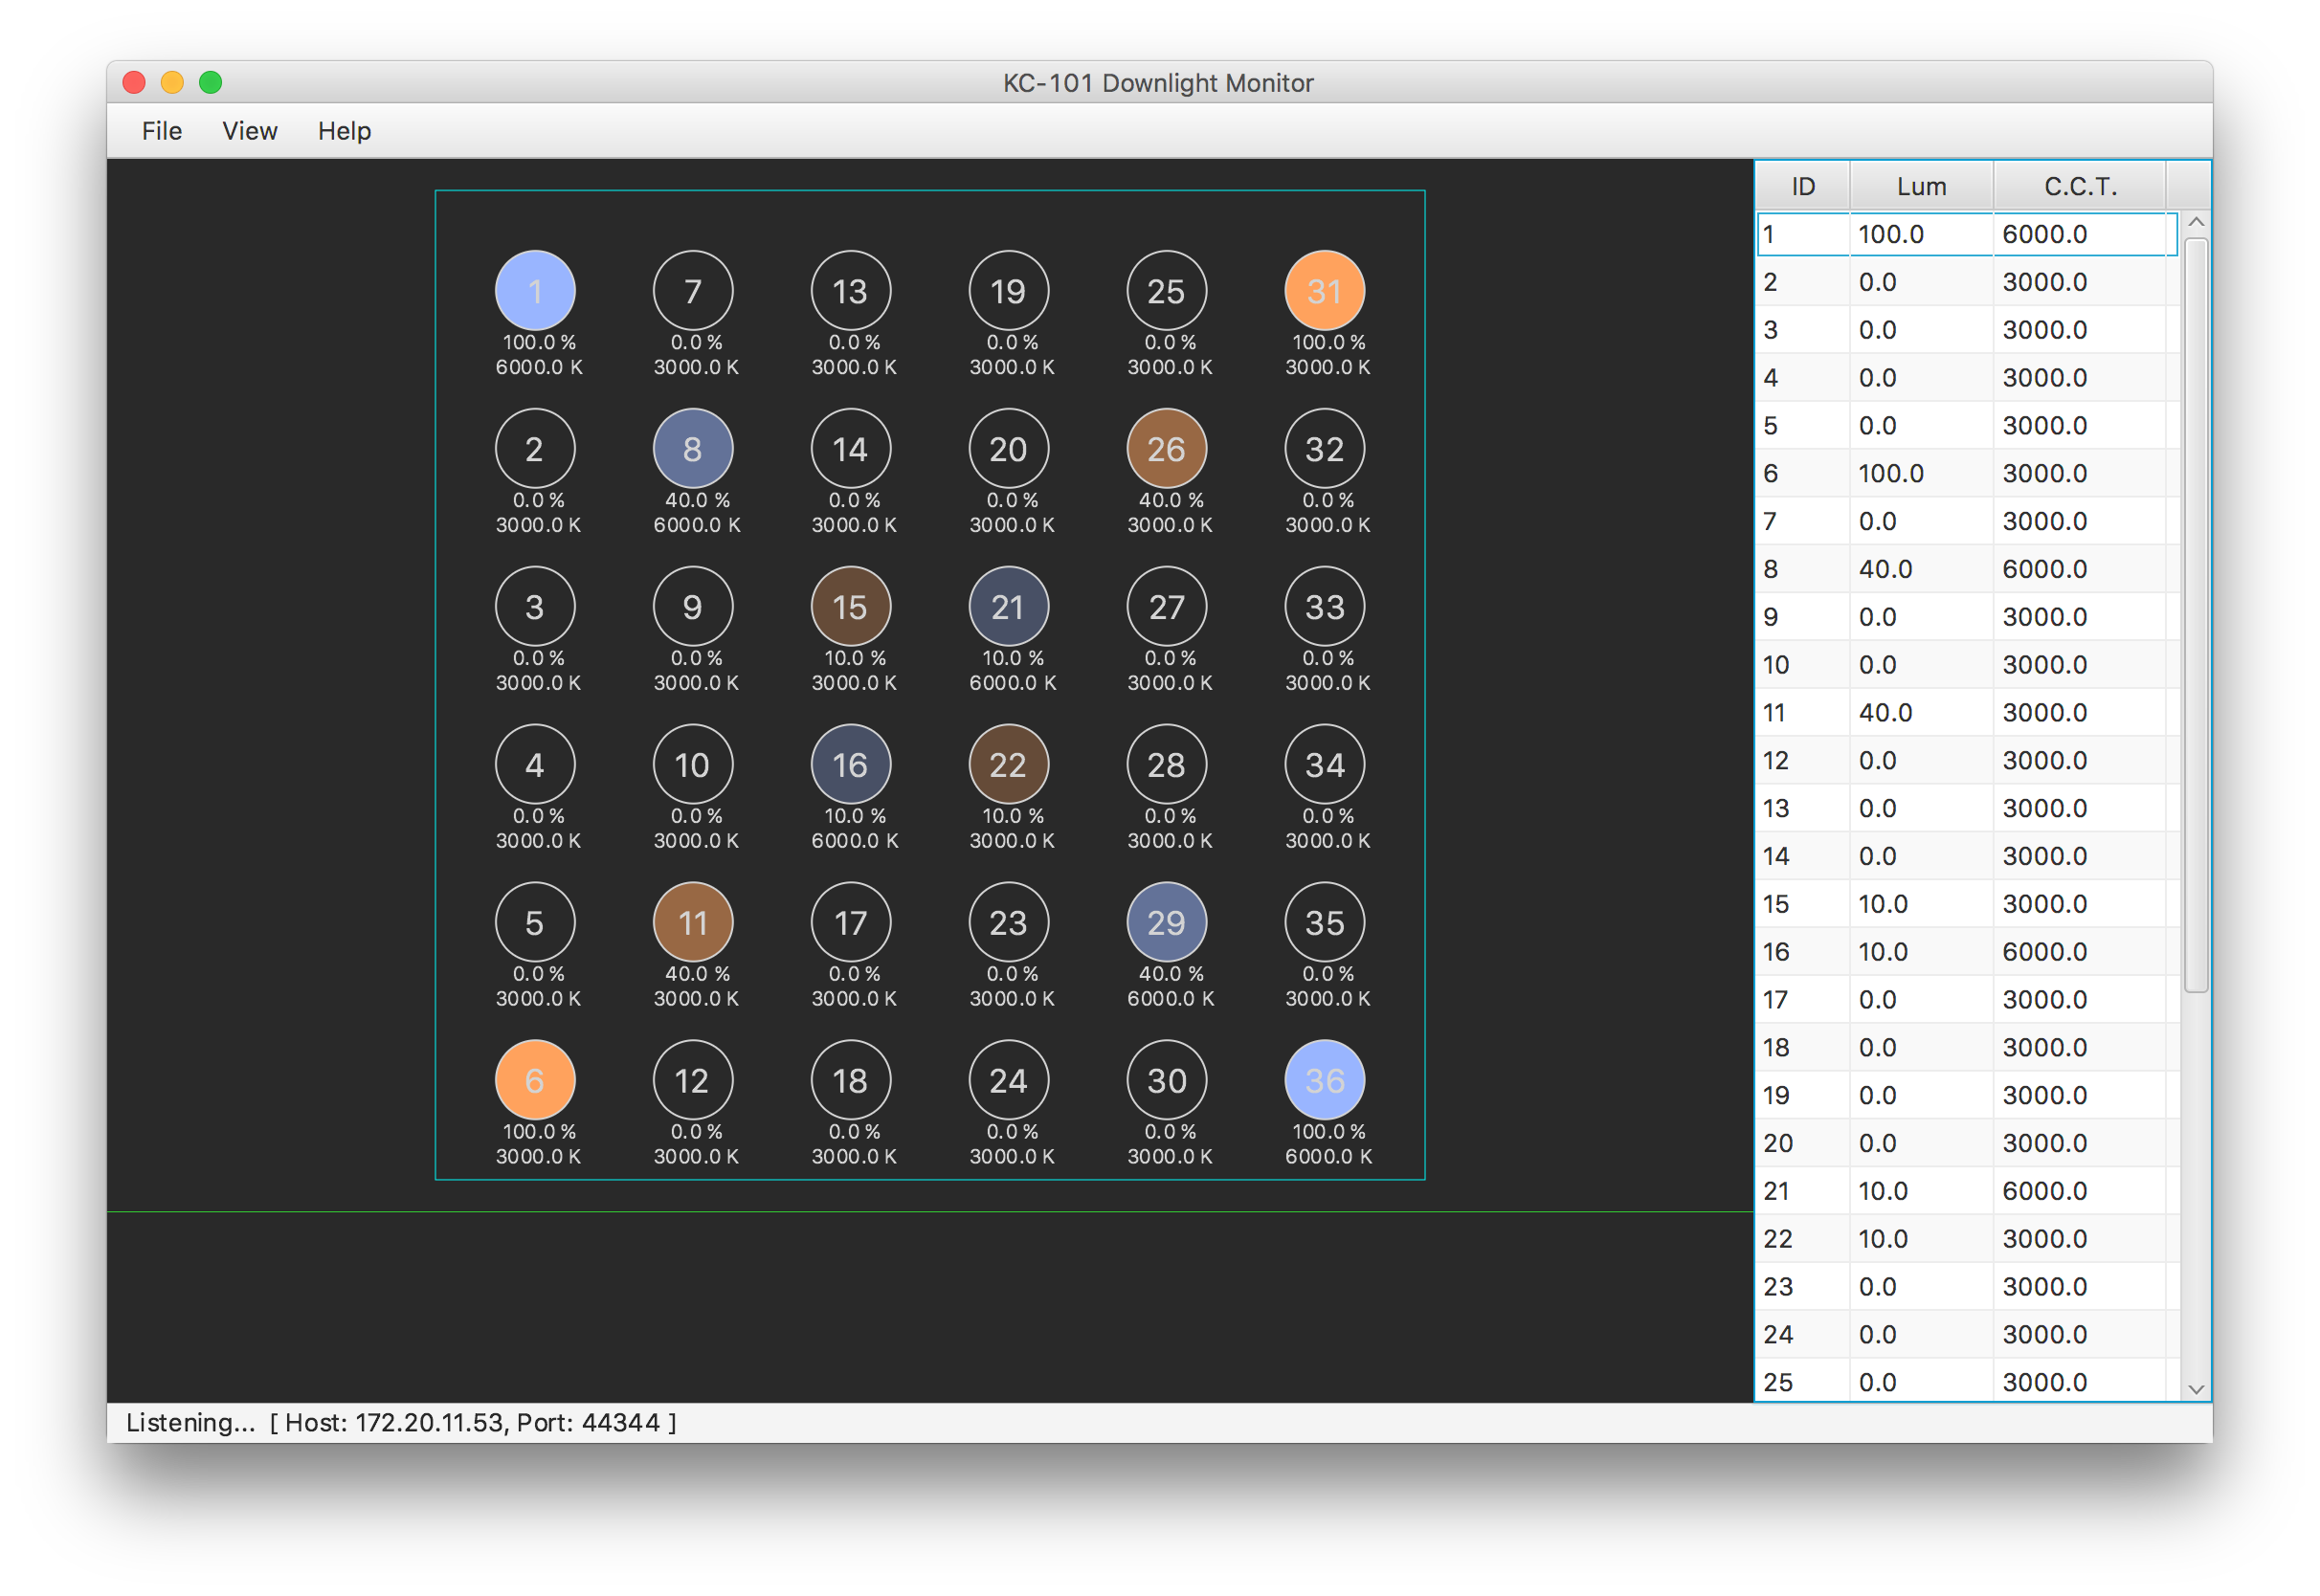 KC-101 Downlight Monitor
File View Help
1 7 13 19 25 31
100.0 % 0.0 % 0.0 % 0.0 % 0.0 % 100.0 %
6000.0 K 3000.0 K 3000.0 K 3000.0 K 3000.0 K 3000.0 K
2 8 14 20 26 32
0.0 % 40.0 % 0.0 % 0.0 % 40.0 % 0.0 %
3000.0 K 6000.0 K 3000.0 K 3000.0 K 3000.0 K 3000.0 K
3 9 15 21 27 33
0.0 % 0.0 % 10.0 % 10.0 % 0.0 % 0.0 %
3000.0 K 3000.0 K 3000.0 K 6000.0 K 3000.0 K 3000.0 K
4 10 16 22 28 34
0.0 % 0.0 % 10.0 % 10.0 % 0.0 % 0.0 %
3000.0 K 3000.0 K 6000.0 K 3000.0 K 3000.0 K 3000.0 K
5 11 17 23 29 35
0.0 % 40.0 % 0.0 % 0.0 % 40.0 % 0.0 %
3000.0 K 3000.0 K 3000.0 K 3000.0 K 6000.0 K 3000.0 K
6 12 18 24 30 36
100.0 % 0.0 % 0.0 % 0.0 % 0.0 % 100.0 %
3000.0 K 3000.0 K 3000.0 K 3000.0 K 3000.0 K 6000.0 K
ID Lum C.C.T.
1 100.0 6000.0
2 0.0 3000.0
3 0.0 3000.0
4 0.0 3000.0
5 0.0 3000.0
6 100.0 3000.0
7 0.0 3000.0
8 40.0 6000.0
9 0.0 3000.0
10 0.0 3000.0
11 40.0 3000.0
12 0.0 3000.0
13 0.0 3000.0
14 0.0 3000.0
15 10.0 3000.0
16 10.0 6000.0
17 0.0 3000.0
18 0.0 3000.0
19 0.0 3000.0
20 0.0 3000.0
21 10.0 6000.0
22 10.0 3000.0
23 0.0 3000.0
24 0.0 3000.0
25 0.0 3000.0
Listening... [ Host: 172.20.11.53, Port: 44344 ]